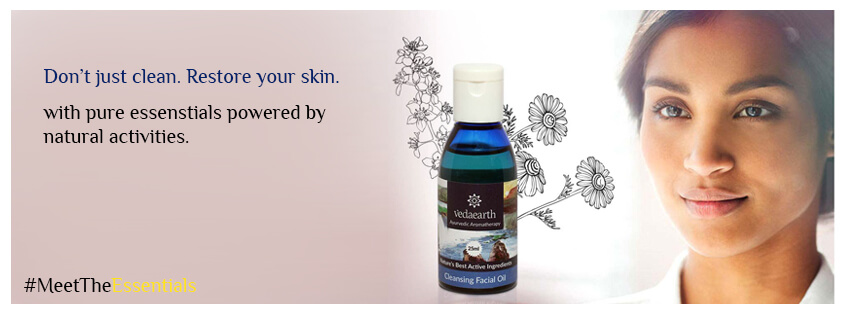 Don't just clean. Restore your skin.
with pure essenstials powered by
natural activities.
vedaearth
Ayurvedic Aromatherapy
25ml
Nature's Best Active Ingredients
Cleansing Facial Oil
#MeetTheEssentials